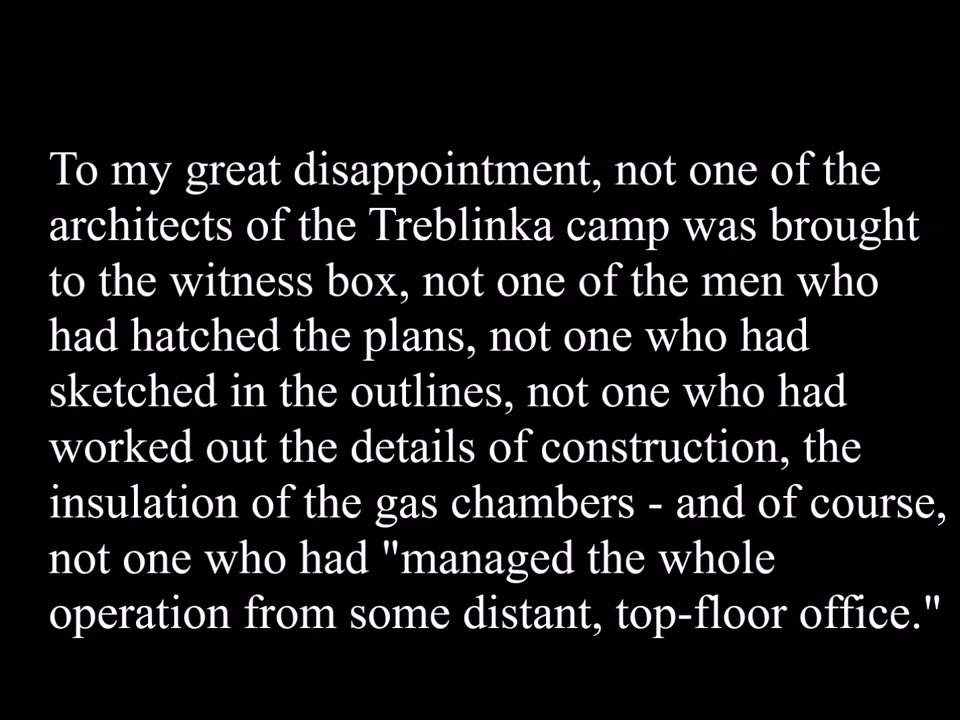 To my great disappointment, not one of the
architects of the Treblinka camp was brought
to the witness box, not one of the men who
had hatched the plans, not one who had
sketched in the outlines, not one who had
worked out the details of construction, the
insulation of the gas chambers - and of course,
not one who had "managed the whole
operation from some distant, top-floor office."